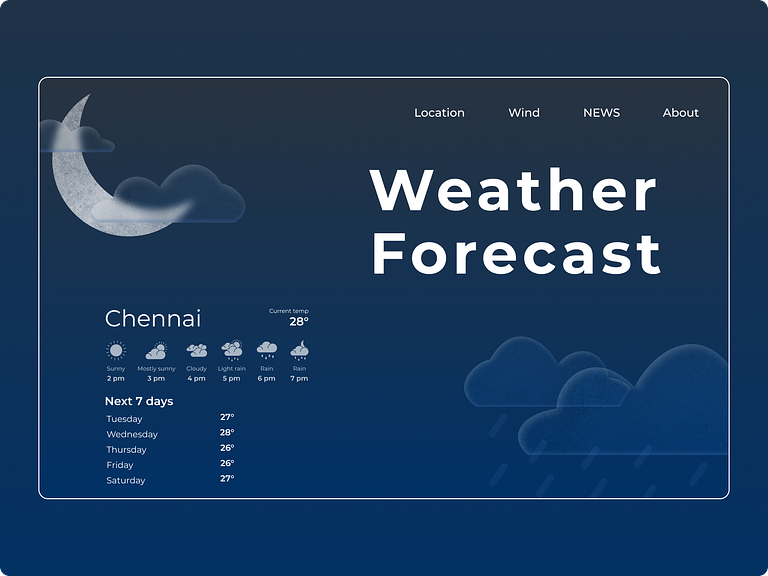 Location Wind NEWS About
Weather
Forecast
Chennai
Current temp
28°
Sunny Mostly sunny Cloudy Light rain Rain Rain
2 pm 3 pm 4 pm 5 pm 6 pm 7 pm
Next 7 days
Tuesday 27°
Wednesday 28°
Thursday 26°
Friday 26°
Saturday 27°